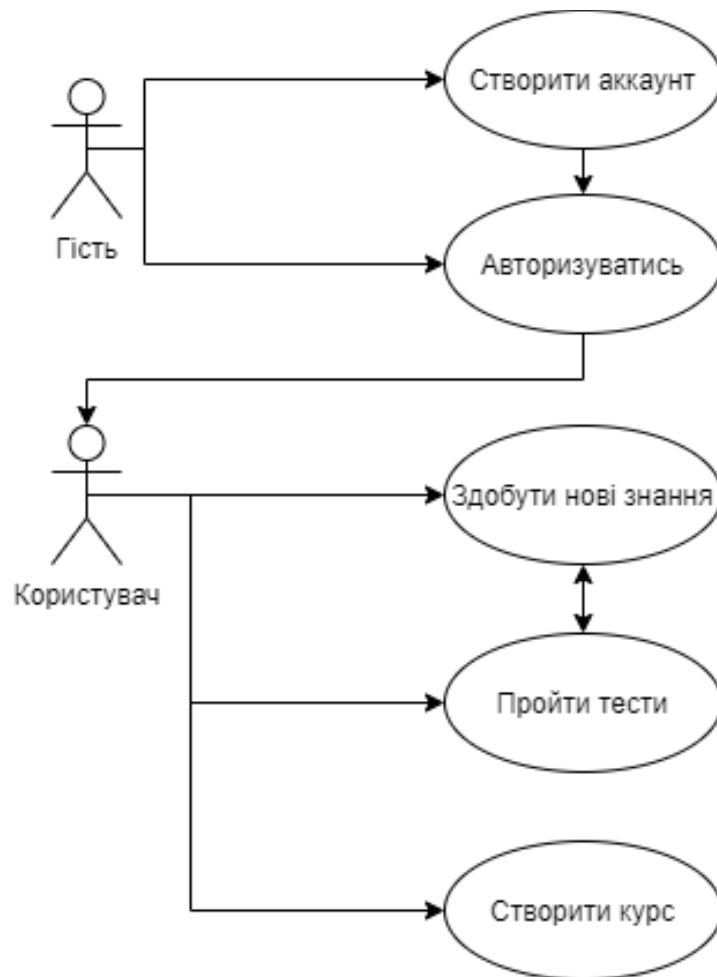 Створити аккаунт
Гість
Авторизуватись
Здобути нові знання
Користувач
Пройти тести
Створити курс